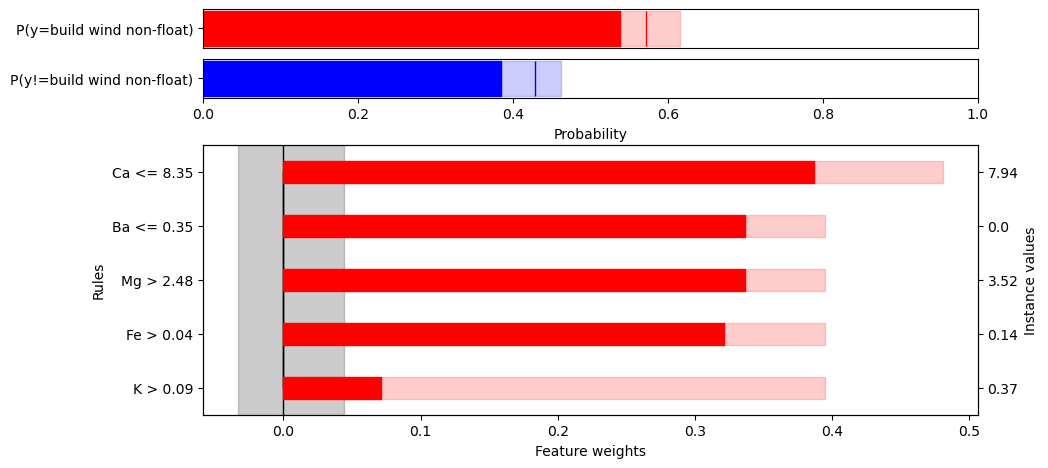 P(y=build wind non-float)
P(y!=build wind non-float)
0.0 0.2 0.4 0.6 0.8 1.0
Probability
Ca <= 8.35 7.94
Ba <= 0.35 0.0
Mg > 2.48 3.52
Fe > 0.04 0.14
K > 0.09 0.37
Rules
Instance values
0.0 0.1 0.2 0.3 0.4 0.5
Feature weights